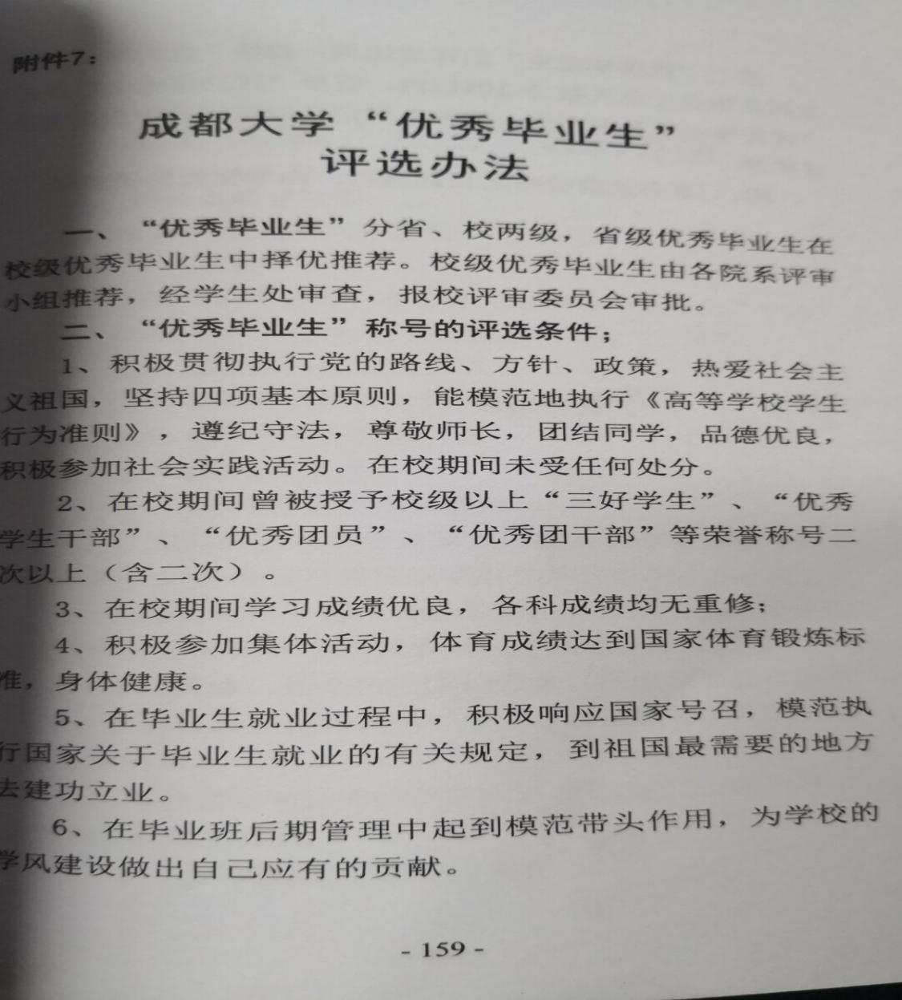 附件7：
成都大学“优秀毕业生”
评选办法
一、“优秀毕业生”分省、校两级，省级优秀毕业生在
校级优秀毕业生中择优推荐。校级优秀毕业生由各院系评审
小组推荐，经学生处审查，报校评审委员会审批。
二、“优秀毕业生”称号的评选条件；
1、积极贯彻执行党的路线、方针、政策，热爱社会主
义祖国，坚持四项基本原则，能模范地执行《高等学校学生
行为准则》，遵纪守法，尊敬师长，团结同学，品德优良，
积极参加社会实践活动。在校期间未受任何处分。
2、在校期间曾被授予校级以上“三好学生”、“优秀
学生干部”、“优秀团员”、“优秀团干部”等荣誉称号二
次以上（含二次）。
3、在校期间学习成绩优良，各科成绩均无重修；
4、积极参加集体活动，体育成绩达到国家体育锻炼标
准，身体健康。
5、在毕业生就业过程中，积极响应国家号召，模范执
行国家关于毕业生就业的有关规定，到祖国最需要的地方
去建功立业。
6、在毕业班后期管理中起到模范带头作用，为学校的
学风建设做出自己应有的贡献。
- 159 -